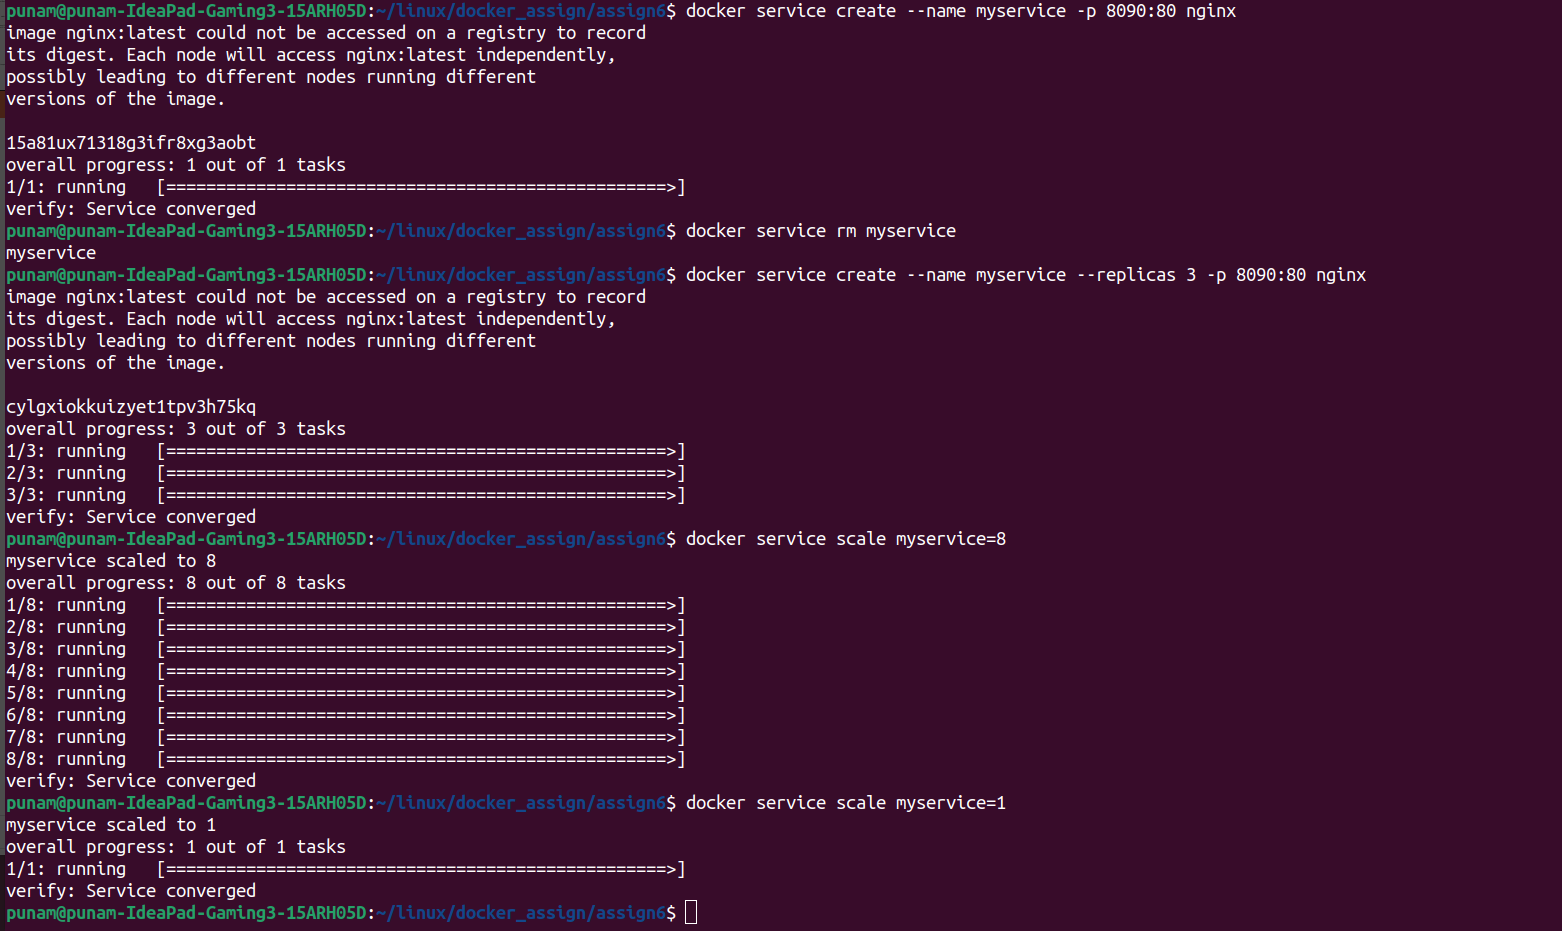 punam@punam-IdeaPad-Gaming3-15ARH05D:~/linux/docker_assign/assign6$ docker service create --name myservice -p 8090:80 nginx
image nginx:latest could not be accessed on a registry to record
its digest. Each node will access nginx:latest independently,
possibly leading to different nodes running different
versions of the image.
15a81ux71318g3ifr8xg3aobt
overall progress: 1 out of 1 tasks
1/1: running   [==================================================>]
verify: Service converged
punam@punam-IdeaPad-Gaming3-15ARH05D:~/linux/docker_assign/assign6$ docker service rm myservice
myservice
punam@punam-IdeaPad-Gaming3-15ARH05D:~/linux/docker_assign/assign6$ docker service create --name myservice --replicas 3 -p 8090:80 nginx
image nginx:latest could not be accessed on a registry to record
its digest. Each node will access nginx:latest independently,
possibly leading to different nodes running different
versions of the image.
cylgxiokkuizyet1tpv3h75kq
overall progress: 3 out of 3 tasks
1/3: running   [==================================================>]
2/3: running   [==================================================>]
3/3: running   [==================================================>]
verify: Service converged
punam@punam-IdeaPad-Gaming3-15ARH05D:~/linux/docker_assign/assign6$ docker service scale myservice=8
myservice scaled to 8
overall progress: 8 out of 8 tasks
1/8: running   [==================================================>]
2/8: running   [==================================================>]
3/8: running   [==================================================>]
4/8: running   [==================================================>]
5/8: running   [==================================================>]
6/8: running   [==================================================>]
7/8: running   [==================================================>]
8/8: running   [==================================================>]
verify: Service converged
punam@punam-IdeaPad-Gaming3-15ARH05D:~/linux/docker_assign/assign6$ docker service scale myservice=1
myservice scaled to 1
overall progress: 1 out of 1 tasks
1/1: running   [==================================================>]
verify: Service converged
punam@punam-IdeaPad-Gaming3-15ARH05D:~/linux/docker_assign/assign6$